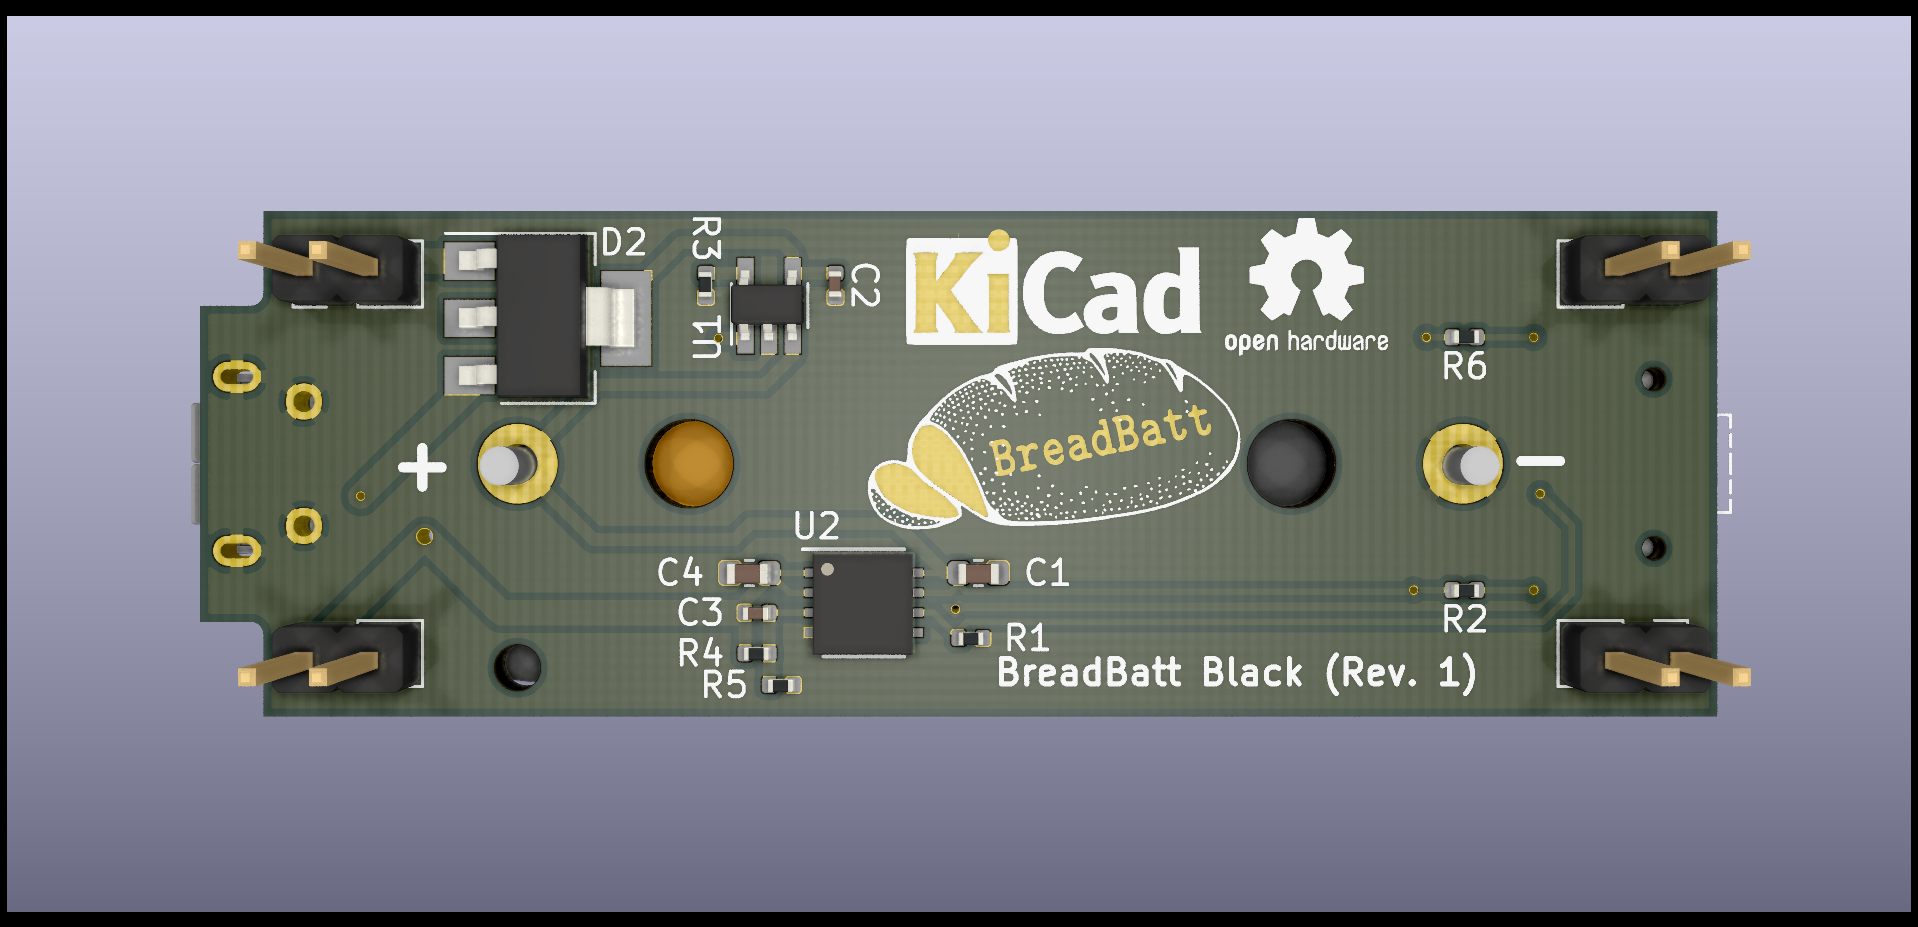 D2
R3
U1
C2
KiCad
open hardware
R6
BreadBatt
+
−
U2
C4
C1
C3
R4
R1
R5
R2
BreadBatt Black (Rev. 1)